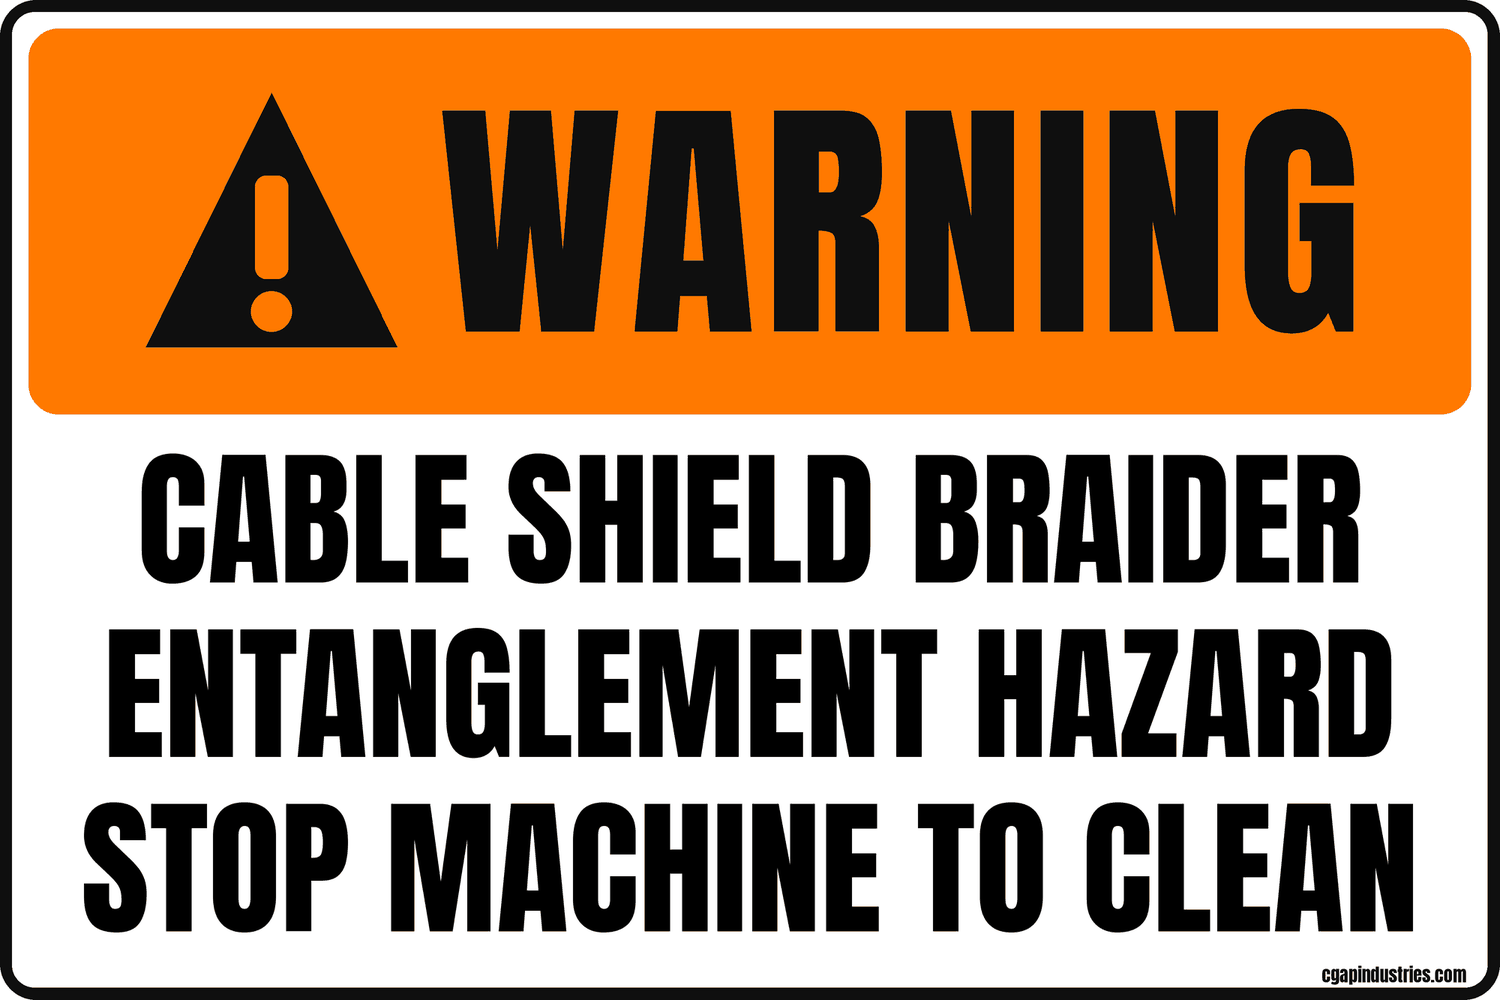 WARNING
CABLE SHIELD BRAIDER
ENTANGLEMENT HAZARD
STOP MACHINE TO CLEAN
cgapindustries.com